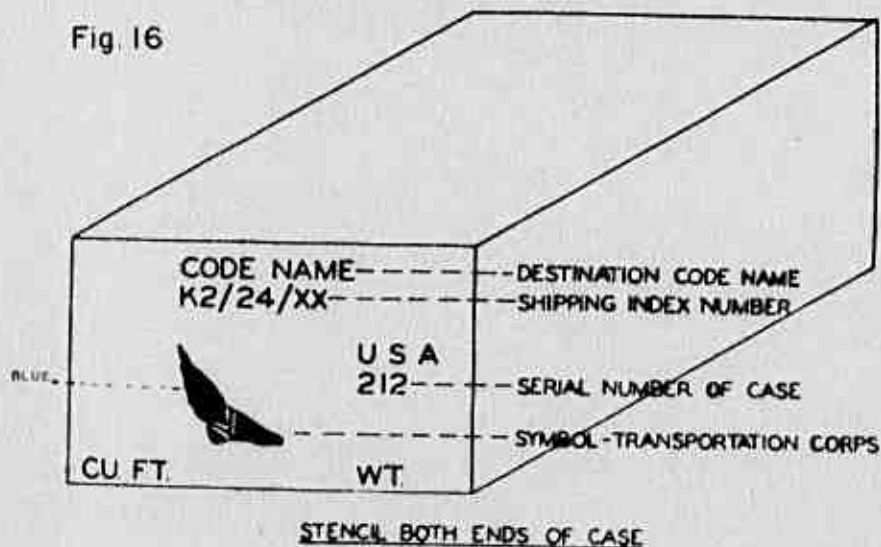 Fig. 16
CODE NAME
DESTINATION CODE NAME
K2/24/XX
SHIPPING INDEX NUMBER
U S A
BLUE
212
SERIAL NUMBER OF CASE
SYMBOL-TRANSPORTATION CORPS
CU. FT.
WT.
STENCIL BOTH ENDS OF CASE